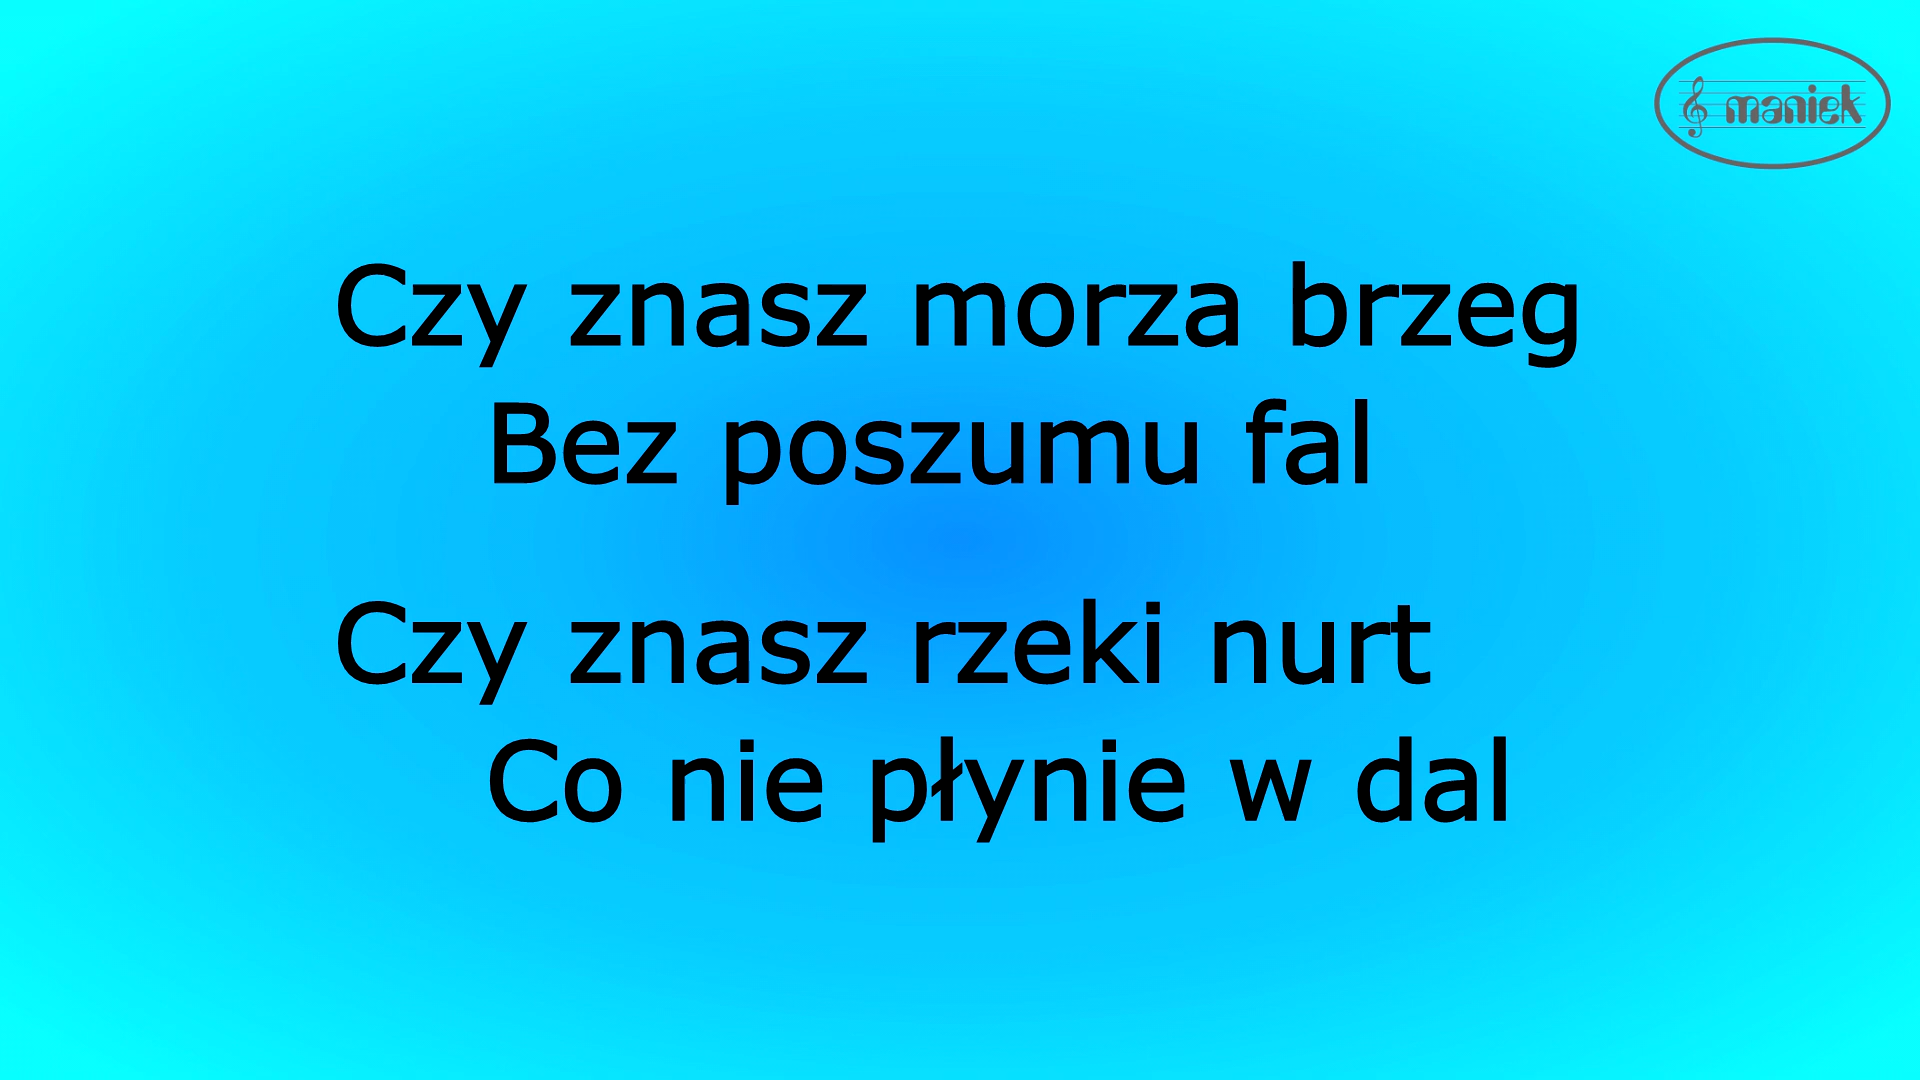 maniek
Czy znasz morza brzeg
Bez poszumu fal
Czy znasz rzeki nurt
Co nie płynie w dal